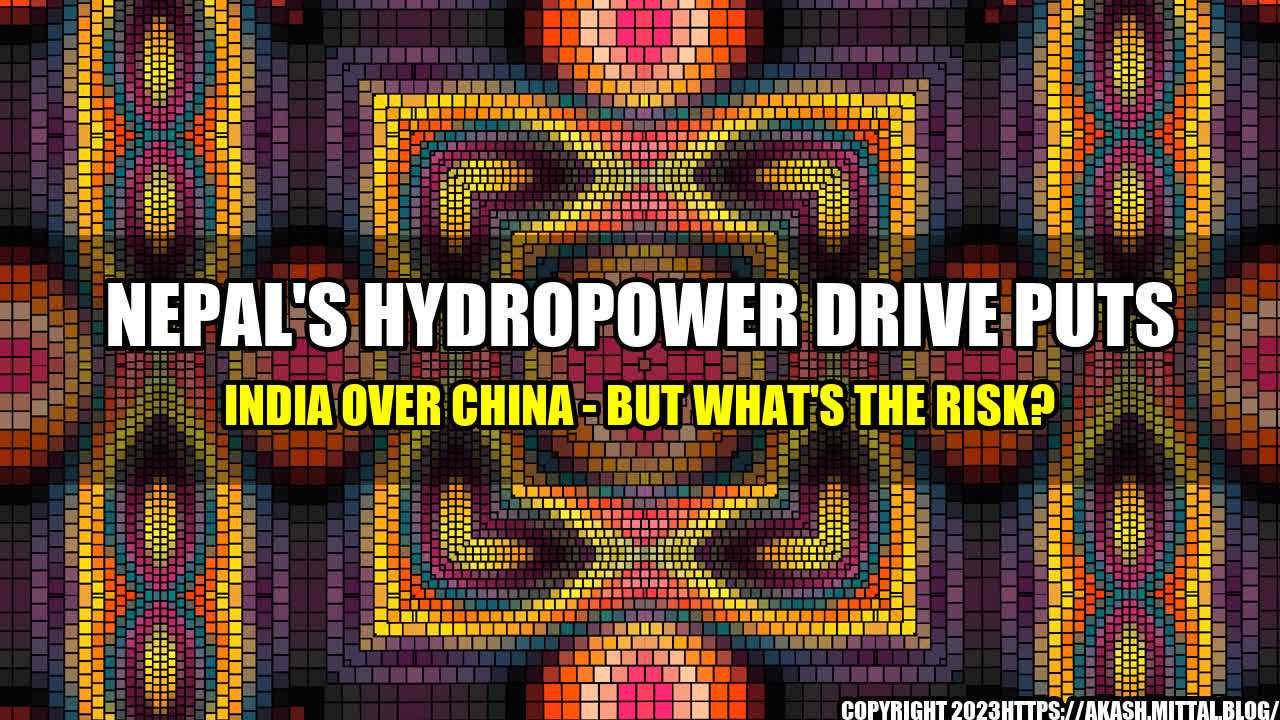 NEPAL'S HYDROPOWER DRIVE PUTS
INDIA OVER CHINA - BUT WHAT'S THE RISK?
COPYRIGHT 2023HTTPS://AKASH.MITTAL.BLOG/